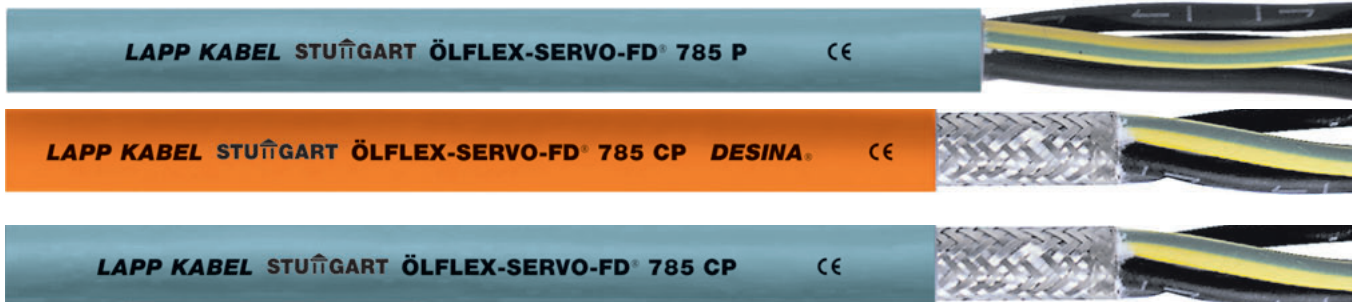 LAPP KABEL STUTTGART ÖLFLEX-SERVO-FD® 785 P CE
LAPP KABEL STUTTGART ÖLFLEX-SERVO-FD® 785 CP DESINA® CE
LAPP KABEL STUTTGART ÖLFLEX-SERVO-FD® 785 CP CE